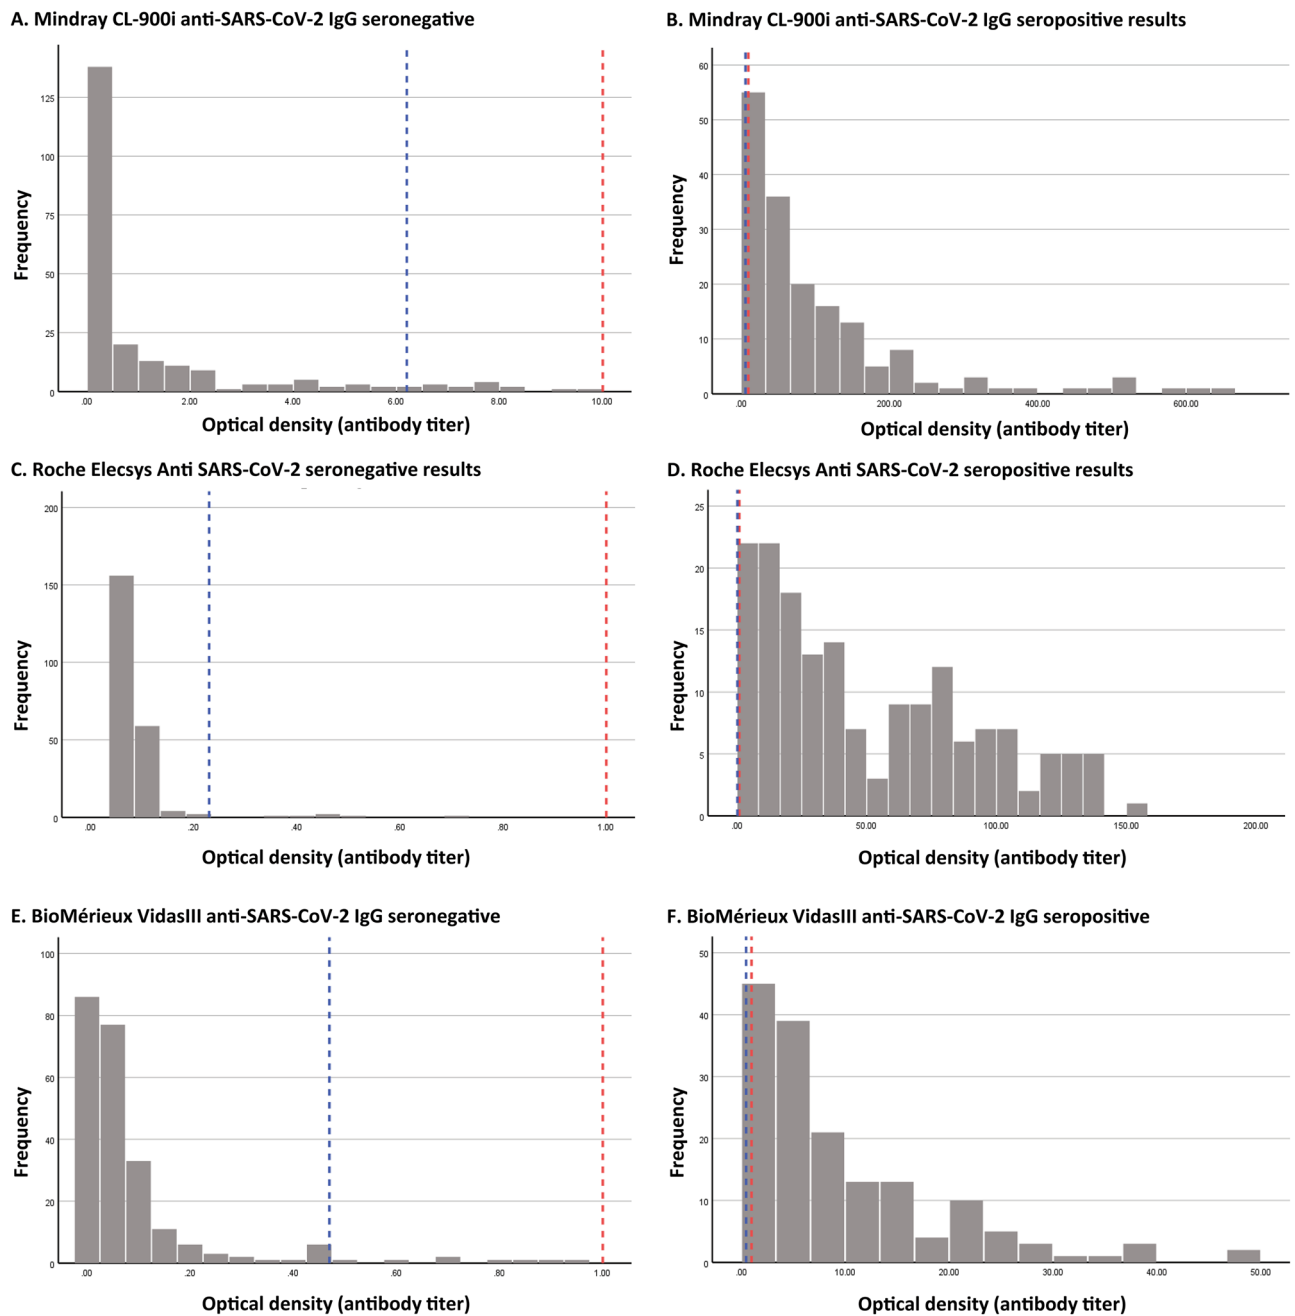 A. Mindray CL-900i anti-SARS-CoV-2 IgG seronegative
125
100
75
50
25
0
Frequency
.00 2.00 4.00 6.00 8.00 10.00
Optical density (antibody titer)
B. Mindray CL-900i anti-SARS-CoV-2 IgG seropositive results
60
50
40
30
20
10
0
Frequency
.00 200.00 400.00 600.00
Optical density (antibody titer)
C. Roche Elecsys Anti SARS-CoV-2 seronegative results
200
150
100
50
0
Frequency
.00 .20 .40 .60 .80 1.00
Optical density (antibody titer)
D. Roche Elecsys Anti SARS-CoV-2 seropositive results
25
20
15
10
5
0
Frequency
.00 50.00 100.00 150.00 200.00
Optical density (antibody titer)
E. BioMérieux VidasIII anti-SARS-CoV-2 IgG seronegative
100
80
60
40
20
0
Frequency
.00 .20 .40 .60 .80 1.00
Optical density (antibody titer)
F. BioMérieux VidasIII anti-SARS-CoV-2 IgG seropositive
50
40
30
20
10
0
Frequency
.00 10.00 20.00 30.00 40.00 50.00
Optical density (antibody titer)